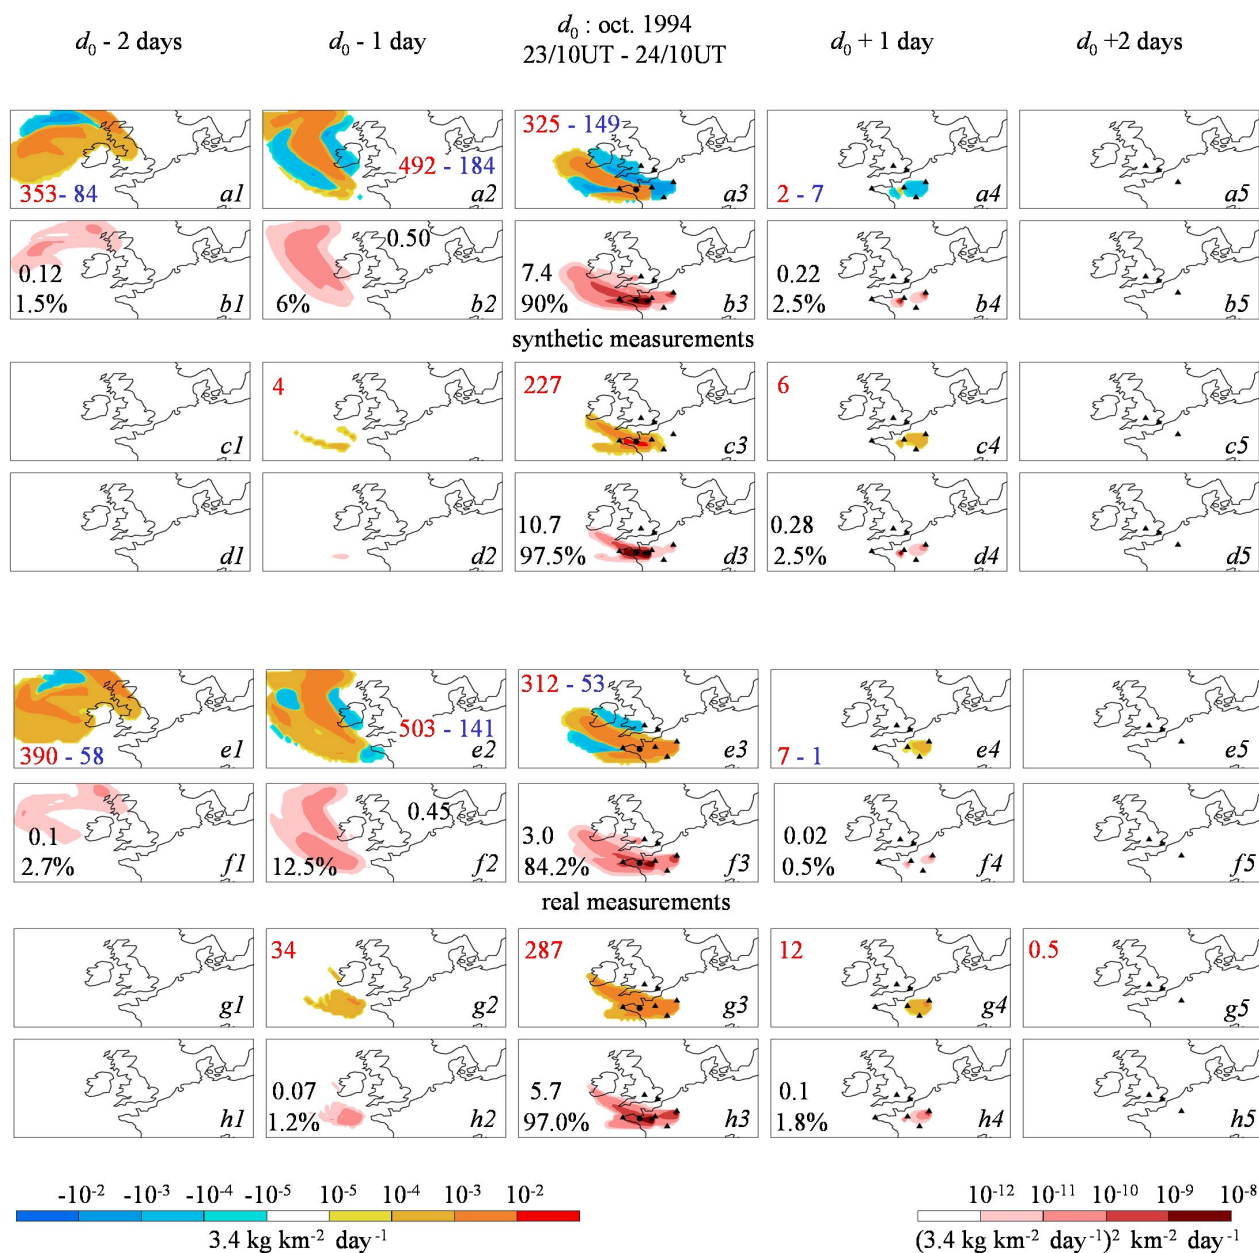 d₀ - 2 days
d₀ - 1 day
d₀ : oct. 1994
23/10UT - 24/10UT
d₀ + 1 day
d₀ +2 days
353- 84 a1
492 - 184 a2
325 - 149 a3
2 - 7 a4
a5
0.12
1.5% b1
0.50
6% b2
7.4
90% b3
0.22
2.5% b4
b5
synthetic measurements
c1
4
c2
227
c3
6
c4
c5
d1
d2
10.7
97.5% d3
0.28
2.5% d4
d5
390 - 58 e1
503 - 141 e2
312 - 53
e3
7 - 1 e4
e5
0.1
2.7% f1
0.45
12.5% f2
3.0
84.2% f3
0.02
0.5% f4
f5
real measurements
g1
34
g2
287
g3
12
g4
0.5
g5
h1
0.07
1.2% h2
5.7
97.0% h3
0.1
1.8% h4
h5
-10⁻² -10⁻³ -10⁻⁴ -10⁻⁵ 10⁻⁵ 10⁻⁴ 10⁻³ 10⁻²
3.4 kg km⁻² day⁻¹
10⁻¹² 10⁻¹¹ 10⁻¹⁰ 10⁻⁹ 10⁻⁸
(3.4 kg km⁻² day⁻¹)² km⁻² day⁻¹